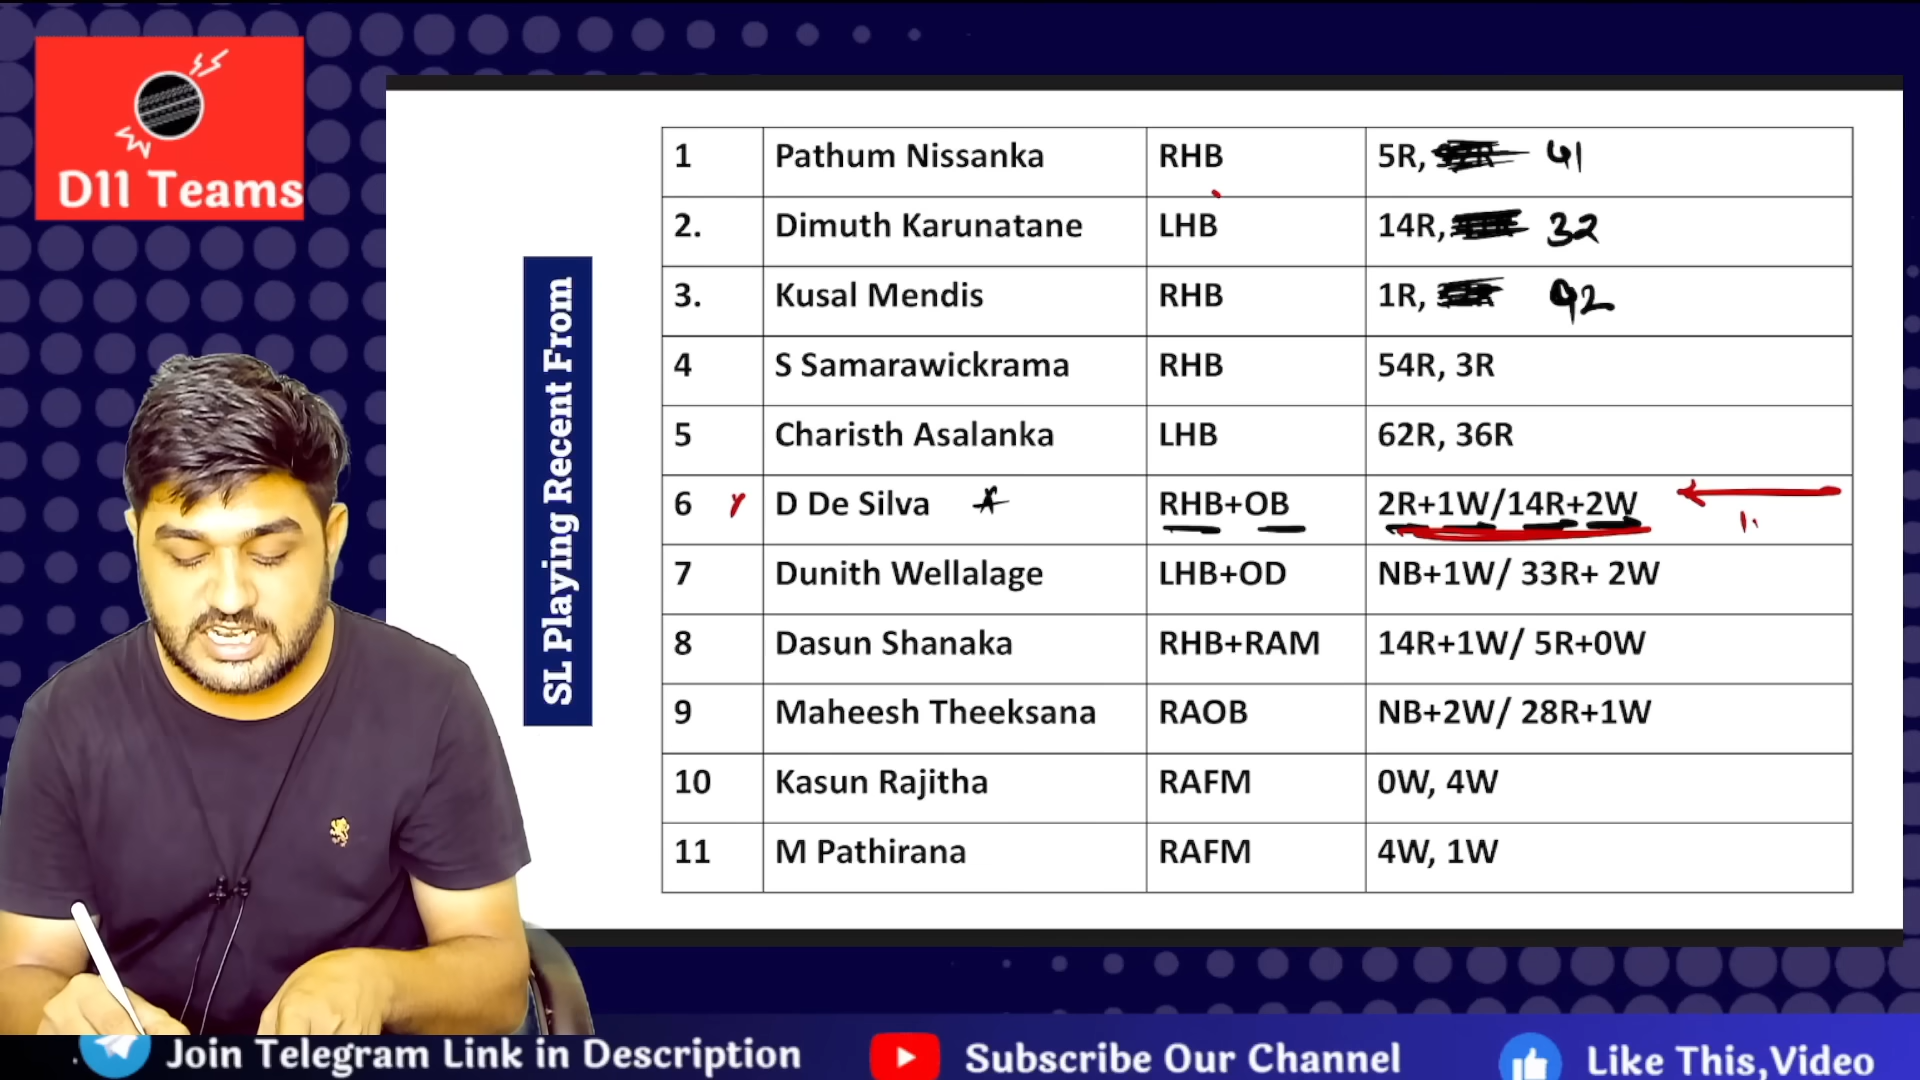 D11 Teams
SL Playing Recent From
1 Pathum Nissanka RHB 5R, 41
2. Dimuth Karunatane LHB 14R, 32
3. Kusal Mendis RHB 1R, 92
4 S Samarawickrama RHB 54R, 3R
5 Charisth Asalanka LHB 62R, 36R
6 D De Silva RHB+OB 2R+1W/14R+2W
7 Dunith Wellalage LHB+OD NB+1W/ 33R+ 2W
8 Dasun Shanaka RHB+RAM 14R+1W/ 5R+0W
9 Maheesh Theeksana RAOB NB+2W/ 28R+1W
10 Kasun Rajitha RAFM 0W, 4W
11 M Pathirana RAFM 4W, 1W
Join Telegram Link in Description Subscribe Our Channel Like This,Video